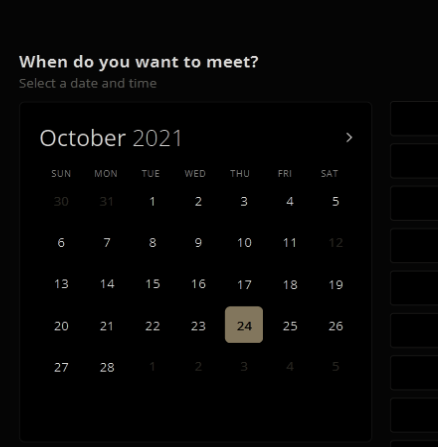 When do you want to meet?
Select a date and time
October 2021 >
SUN MON TUE WED THU FRI SAT
30 31 1 2 3 4 5
6 7 8 9 10 11 12
13 14 15 16 17 18 19
20 21 22 23 24 25 26
27 28 1 2 3 4 5